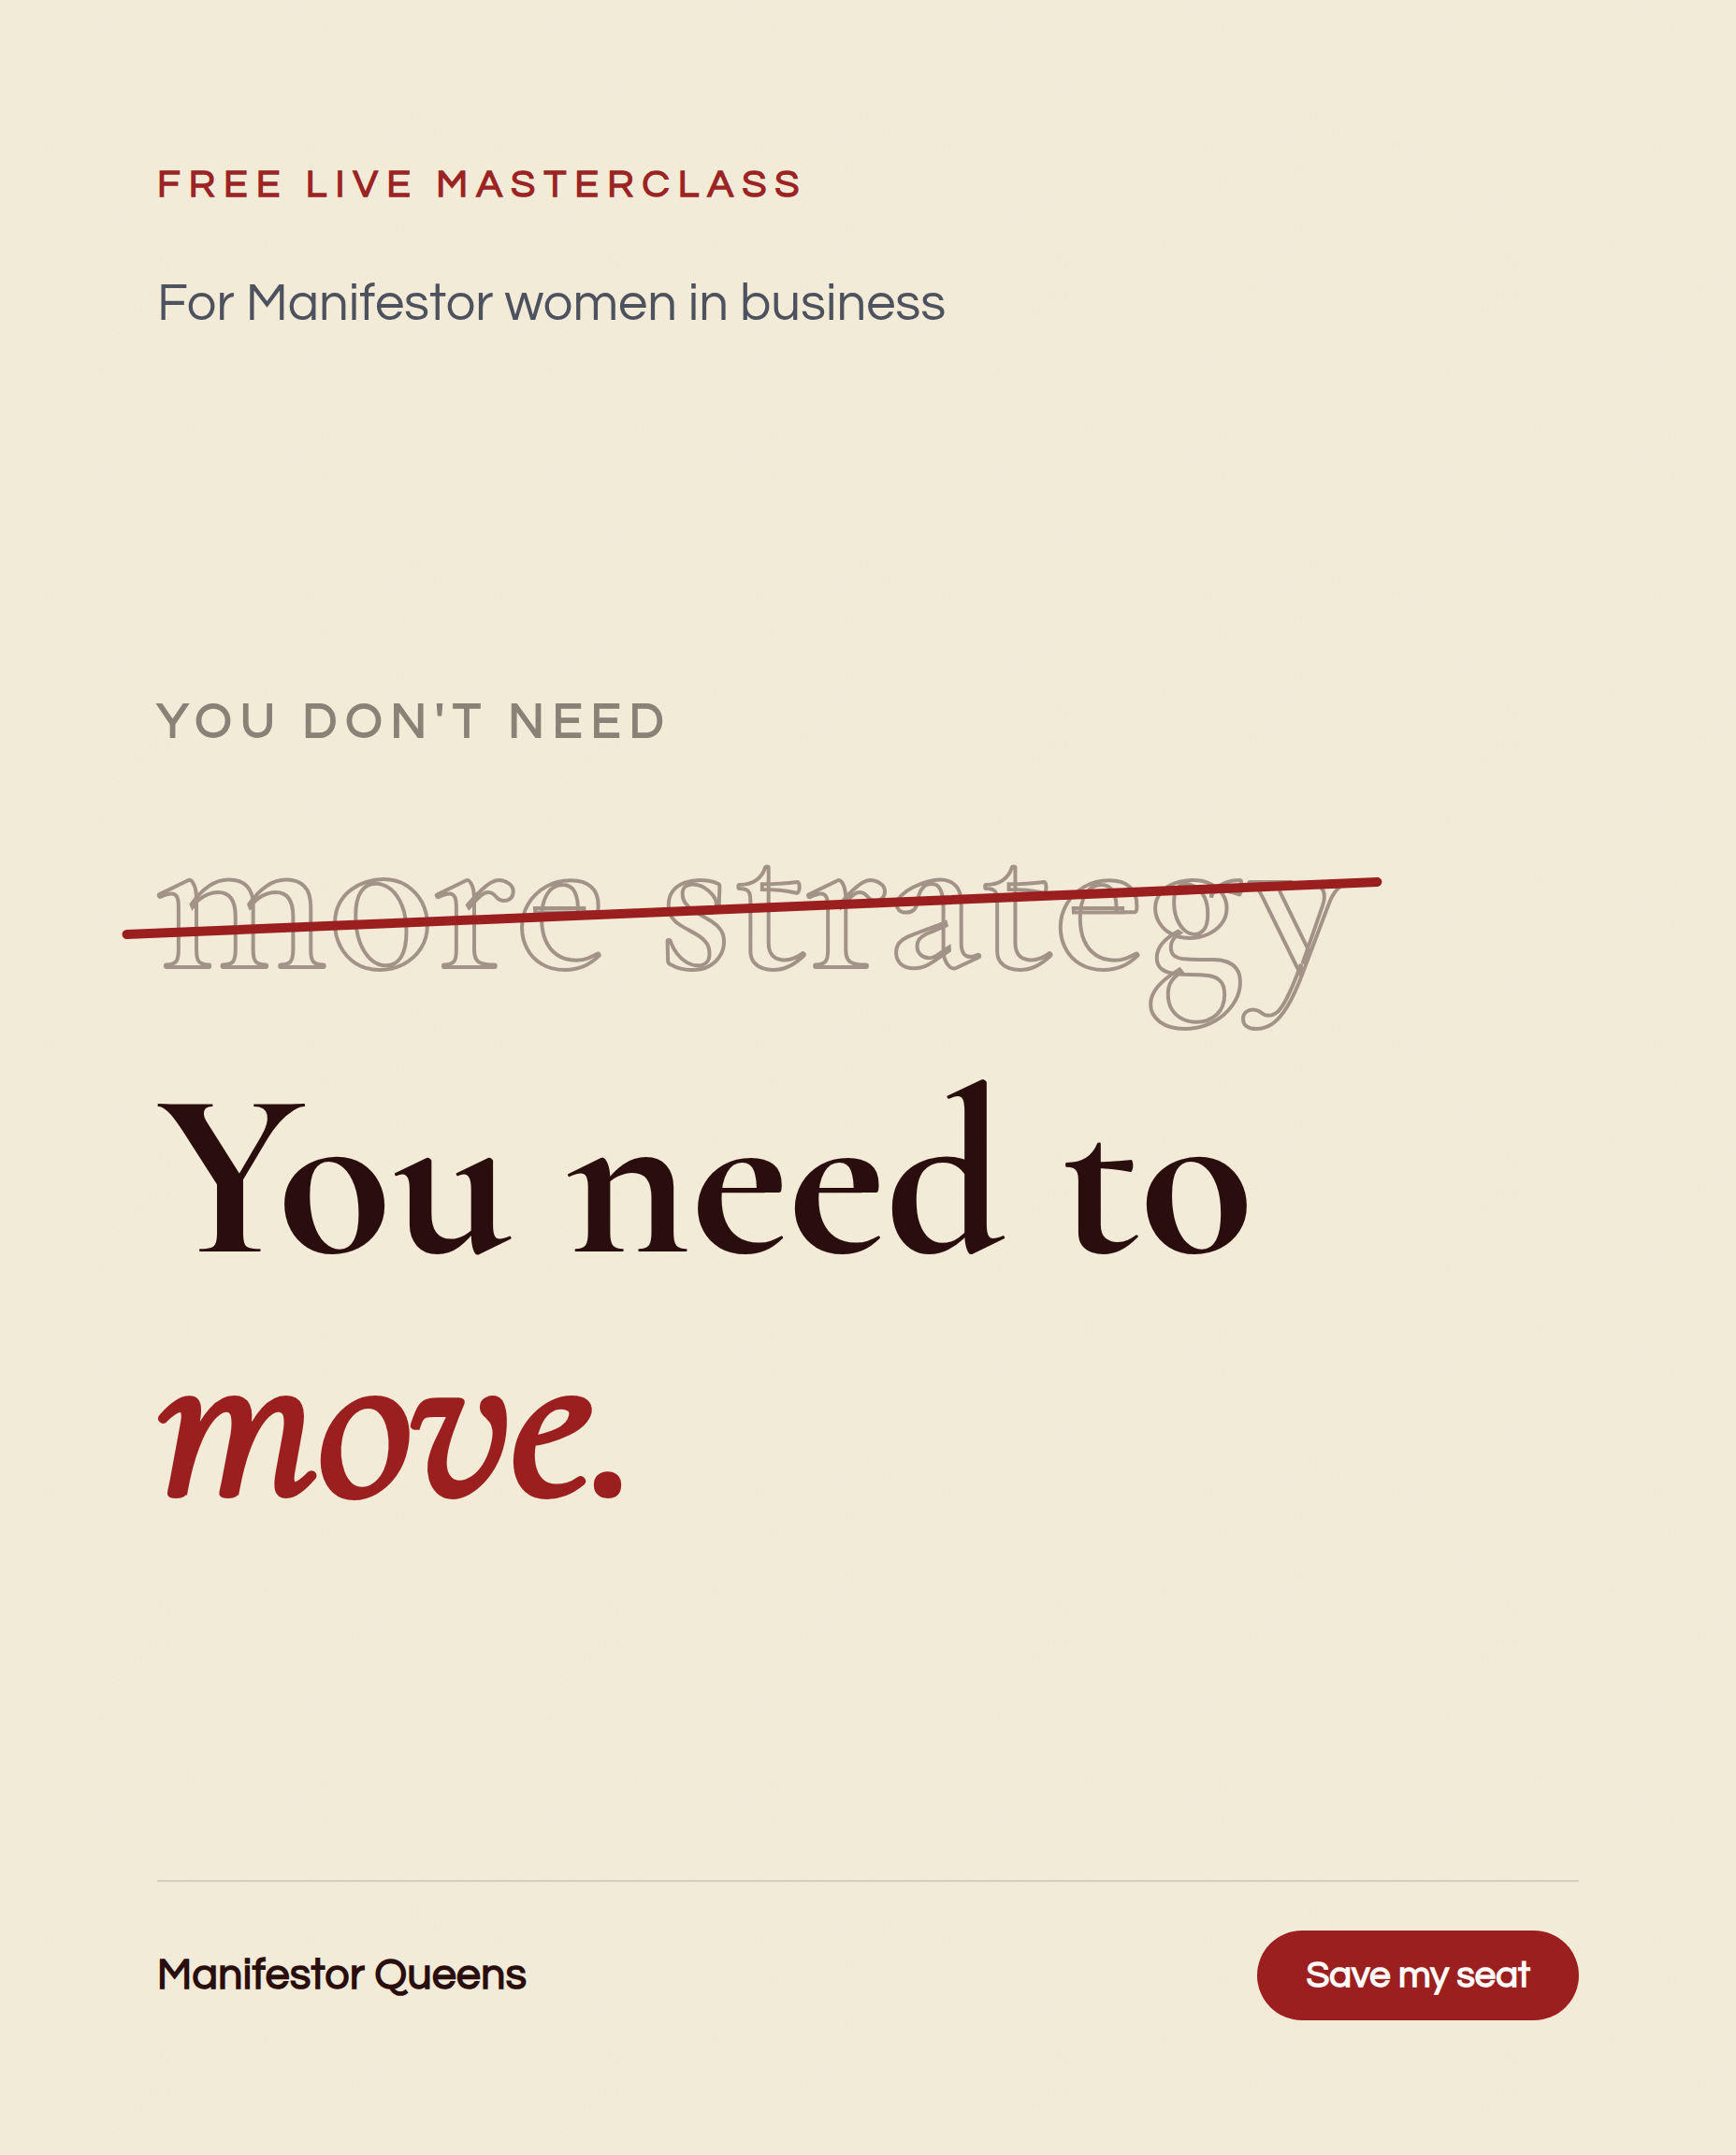 FREE LIVE MASTERCLASS
For Manifestor women in business
YOU DON'T NEED
more strategy
You need to
move.
Manifestor Queens
Save my seat